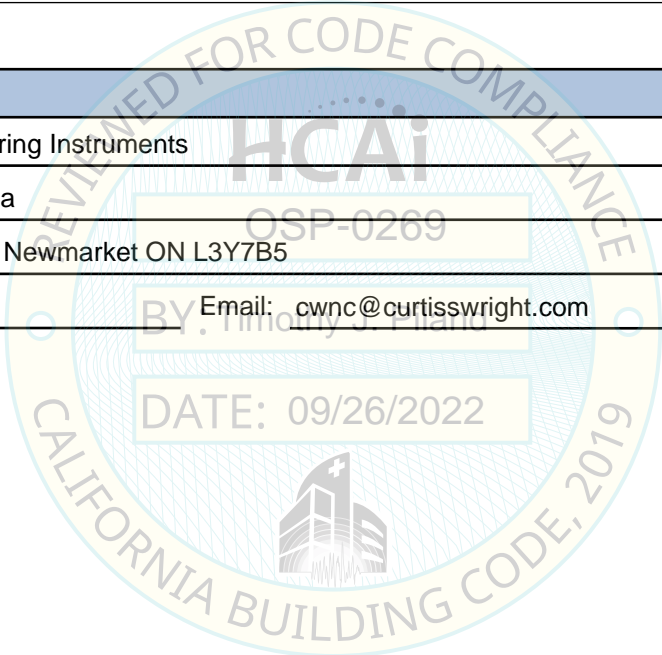 REVIEWED FOR CODE COMPLIANCE
HCAi
ring Instruments
a
OSP-0269
Newmarket ON L3Y7B5
Email: cwnc@curtisswright.com
BY: Timothy J. Piland
DATE: 09/26/2022
CALIFORNIA BUILDING CODE, 2019